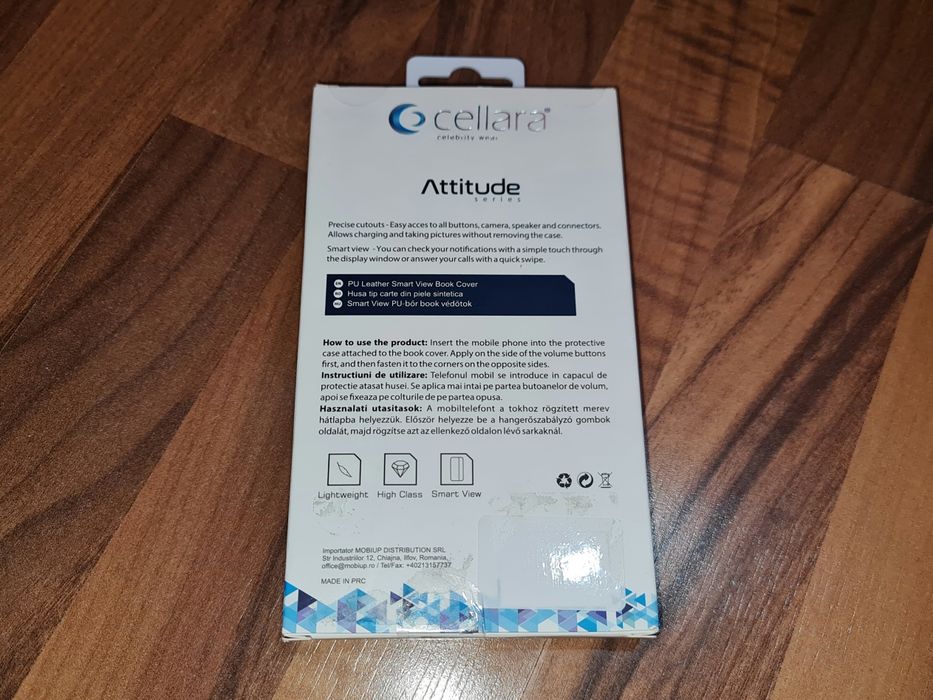 cellara®
celebrity wear
Attitude
series
Precise cutouts - Easy acces to all buttons, camera, speaker and connectors.
Allows charging and taking pictures without removing the case.
Smart view - You can check your notifications with a simple touch through
the display window or answer your calls with a quick swipe.
EN PU Leather Smart View Book Cover
RO Husa tip carte din piele sintetica
HU Smart View PU-bőr book védőtok
How to use the product: Insert the mobile phone into the protective
case attached to the book cover. Apply on the side of the volume buttons
first, and then fasten it to the corners on the opposite sides.
Instructiuni de utilizare: Telefonul mobil se introduce in capacul de
protectie atasat husei. Se aplica mai intai pe partea butoanelor de volum,
apoi se fixeaza pe colturile de pe partea opusa.
Hasznalati utasitasok: A mobiltelefont a tokhoz rögzített merev
hátlapba helyezzük. Először helyezze be a hangerőszabályzó gombok
oldalát, majd rögzítse azt az ellenkező oldalon lévő sarkaknál.
Lightweight High Class Smart View
Importator MOBIUP DISTRIBUTION SRL
Str Industriilor 12, Chiajna, Ilfov, Romania,
office@mobiup.ro / Tel/Fax: +40213157737
MADE IN PRC